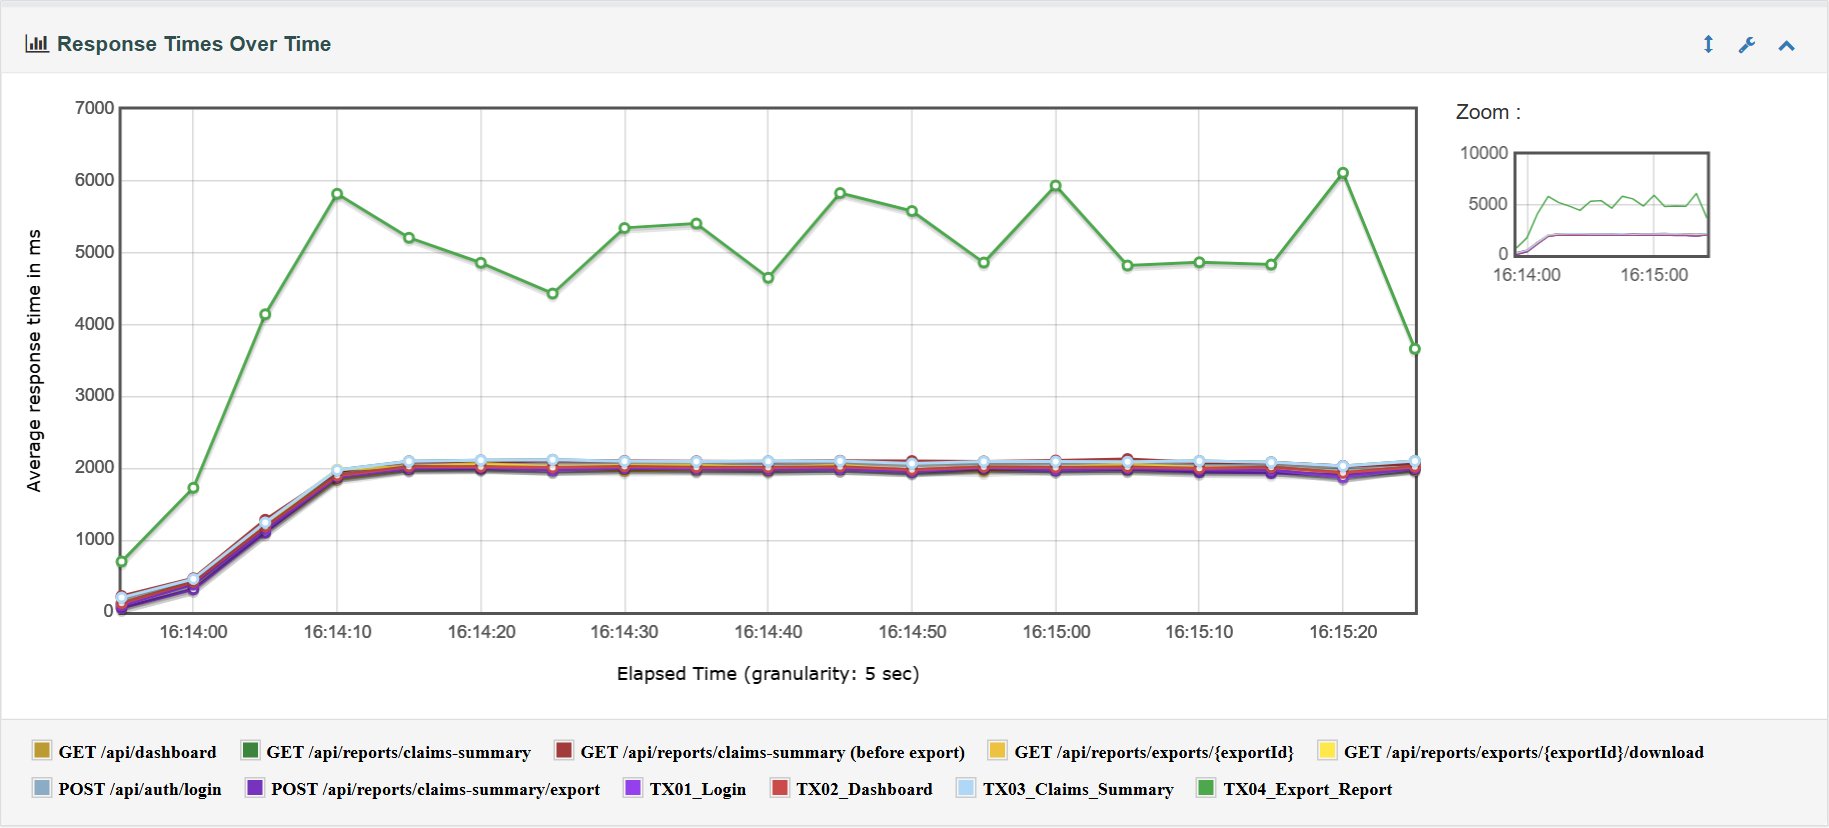 Response Times Over Time
Zoom :
7000
6000
5000
4000
3000
2000
1000
0
Average response time in ms
16:14:00 16:14:10 16:14:20 16:14:30 16:14:40 16:14:50 16:15:00 16:15:10 16:15:20
Elapsed Time (granularity: 5 sec)
10000
5000
0
16:14:00 16:15:00
GET /api/dashboard GET /api/reports/claims-summary GET /api/reports/claims-summary (before export) GET /api/reports/exports/{exportId} GET /api/reports/exports/{exportId}/download
POST /api/auth/login POST /api/reports/claims-summary/export TX01_Login TX02_Dashboard TX03_Claims_Summary TX04_Export_Report